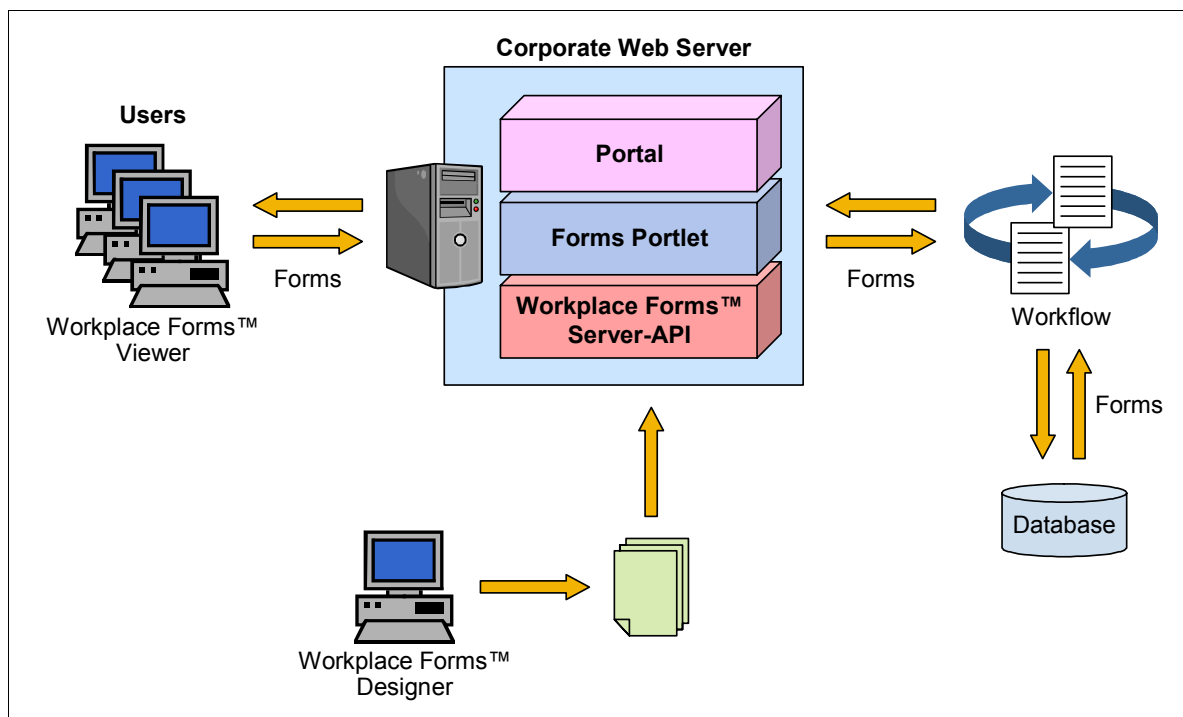 Corporate Web Server
Users
Portal
Forms Portlet
Workplace Forms™
Server-API
Forms
Workplace Forms™
Viewer
Forms
Workflow
Forms
Database
Workplace Forms™
Designer